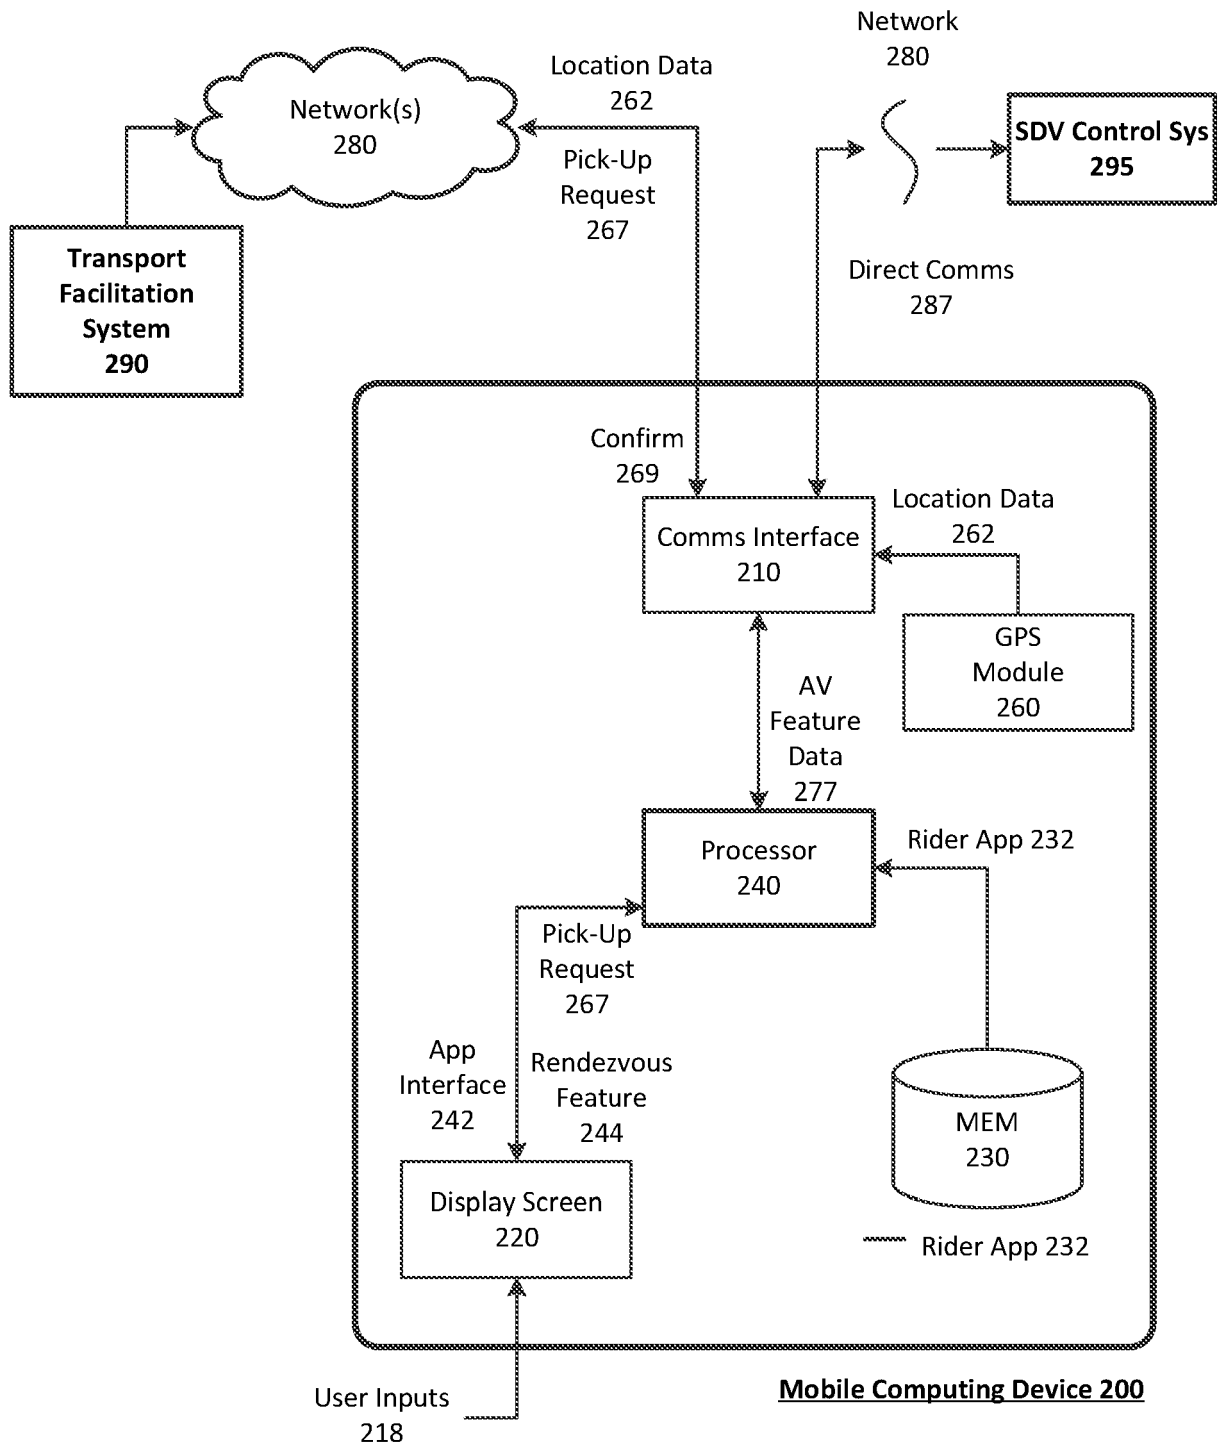 Network
280
Location Data
262
Network(s)
280
SDV Control Sys
295
Pick-Up
Request
267
Transport
Facilitation
System
290
Direct Comms
287
Confirm
269
Location Data
262
Comms Interface
210
GPS
Module
260
AV
Feature
Data
277
Processor
240
Rider App 232
Pick-Up
Request
267
App
Interface
242
Rendezvous
Feature
244
MEM
230
Display Screen
220
Rider App 232
Mobile Computing Device 200
User Inputs
218